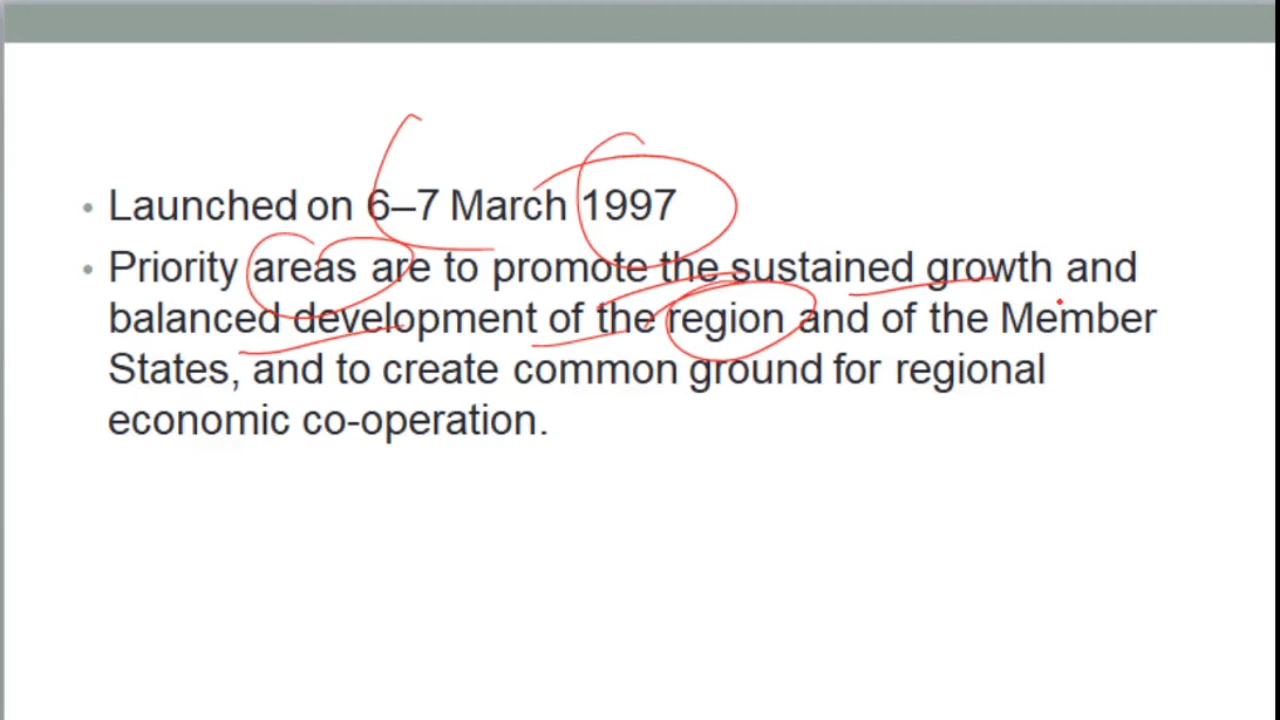 • Launched on 6–7 March 1997
• Priority areas are to promote the sustained growth and
balanced development of the region and of the Member
States, and to create common ground for regional
economic co-operation.